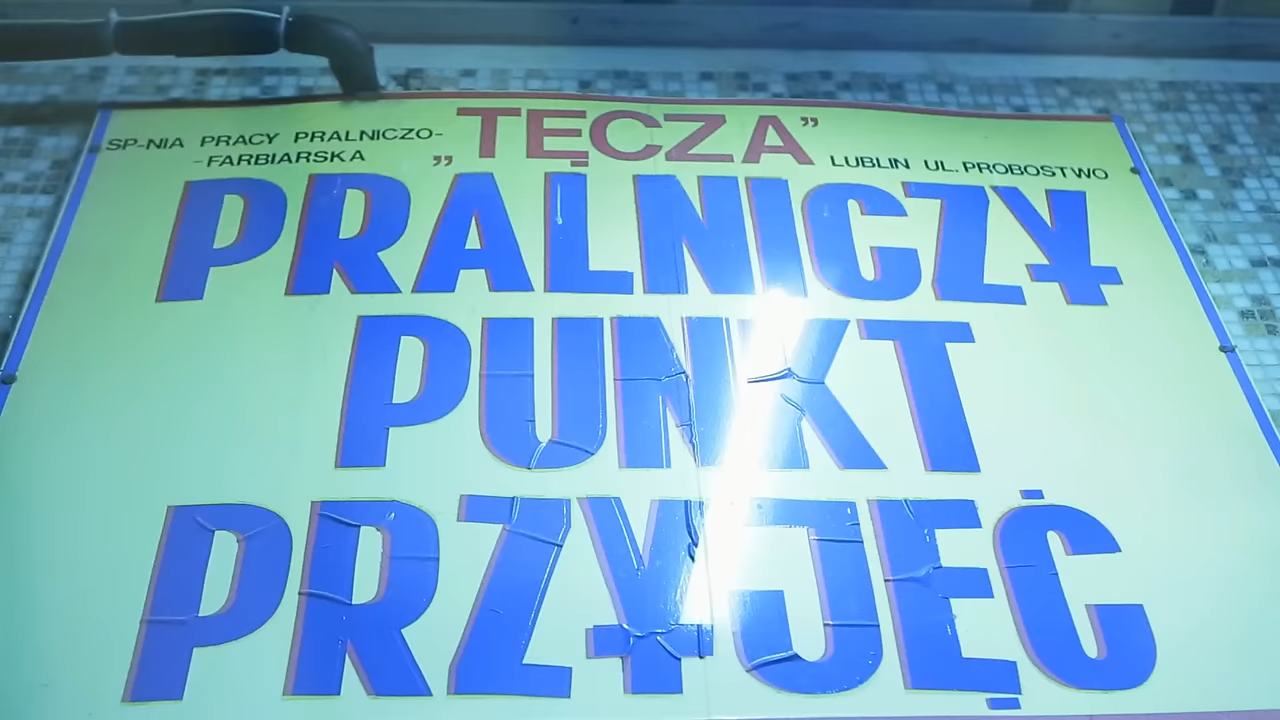 SP-NIA PRACY PRALNICZO-
-FARBIARSKA
„TĘCZA”
LUBLIN UL. PROBOSTWO
PRALNICZY
PUNKT
PRZYJĘĆ